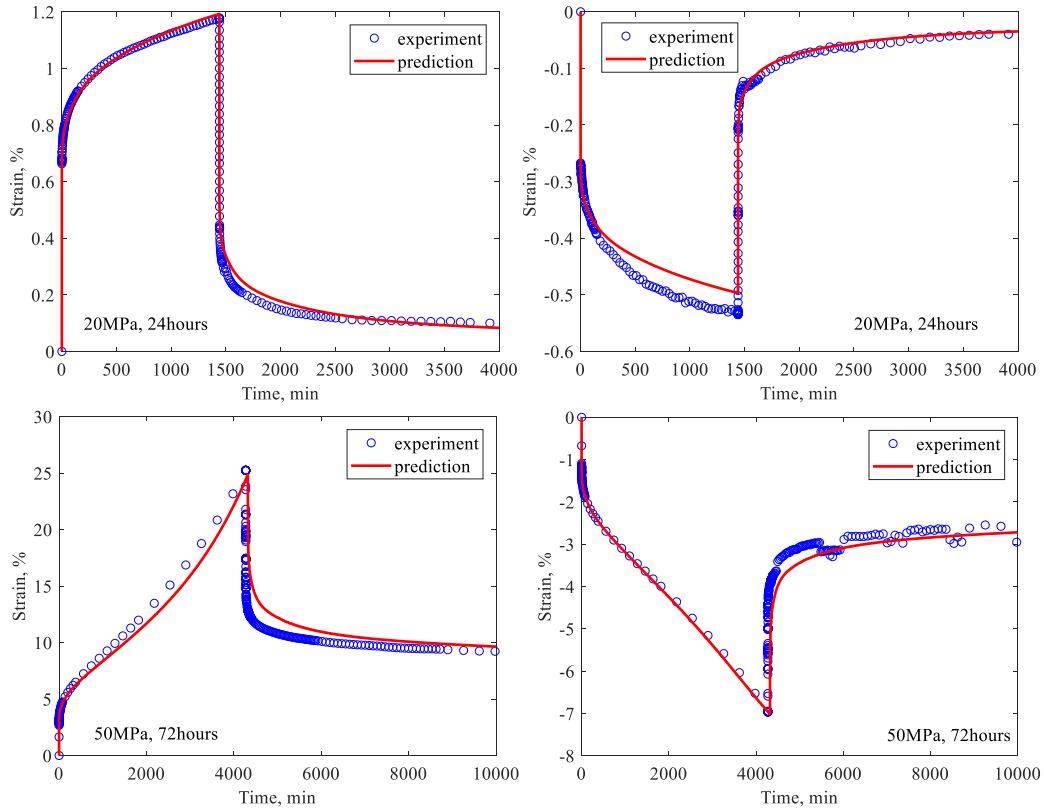 1.2
1
0.8
0.6
0.4
0.2
0
Strain, %
experiment
prediction
20MPa, 24hours
0 500 1000 1500 2000 2500 3000 3500 4000
Time, min
0
-0.1
-0.2
-0.3
-0.4
-0.5
-0.6
Strain, %
experiment
prediction
20MPa, 24hours
0 500 1000 1500 2000 2500 3000 3500 4000
Time, min
30
25
20
15
10
5
0
Strain, %
experiment
prediction
50MPa, 72hours
0 2000 4000 6000 8000 10000
Time, min
0
-1
-2
-3
-4
-5
-6
-7
-8
Strain, %
experiment
prediction
50MPa, 72hours
0 2000 4000 6000 8000 10000
Time, min